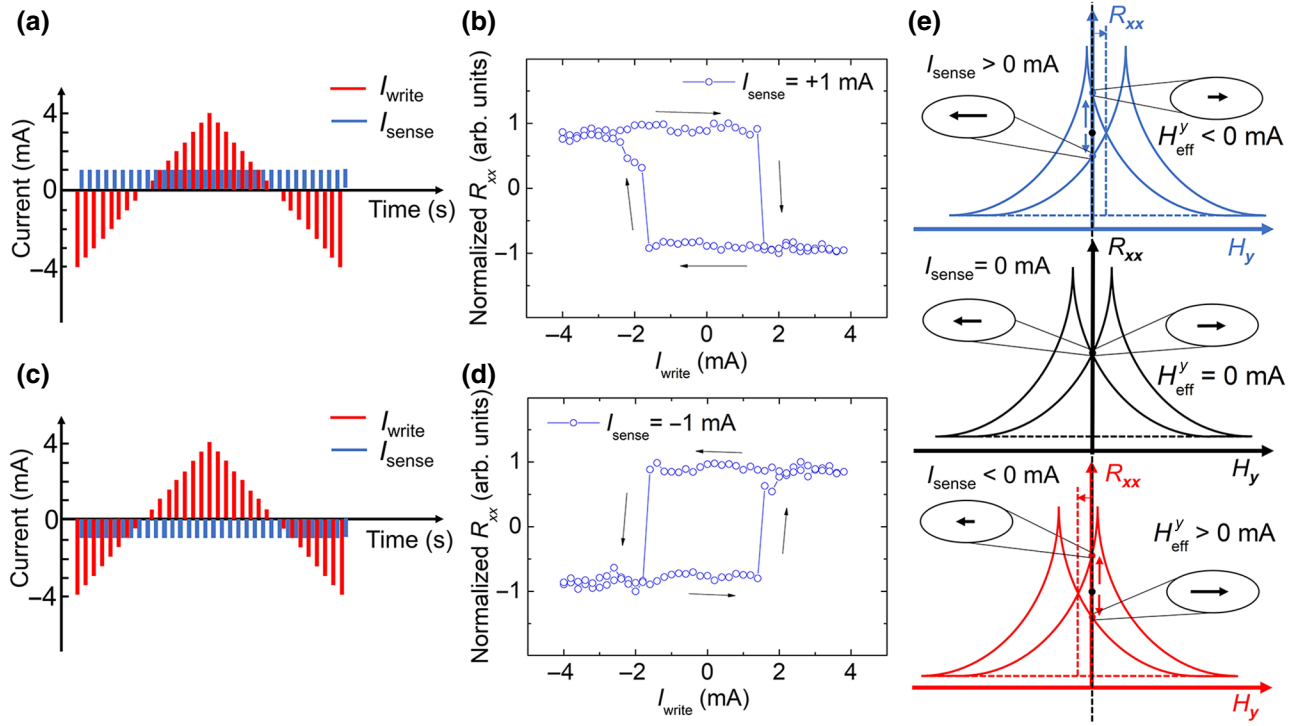 (a)
I_write
I_sense
Current (mA)
4
0
−4
Time (s)
(b)
I_sense = +1 mA
Normalized R_xx (arb. units)
1
0
−1
−4 −2 0 2 4
I_write (mA)
(c)
I_write
I_sense
Current (mA)
4
0
−4
Time (s)
(d)
I_sense = −1 mA
Normalized R_xx (arb. units)
1
0
−1
−4 −2 0 2 4
I_write (mA)
(e)
R_xx
I_sense > 0 mA
H^y_eff < 0 mA
H_y
R_xx
I_sense = 0 mA
H^y_eff = 0 mA
H_y
I_sense < 0 mA
R_xx
H^y_eff > 0 mA
H_y